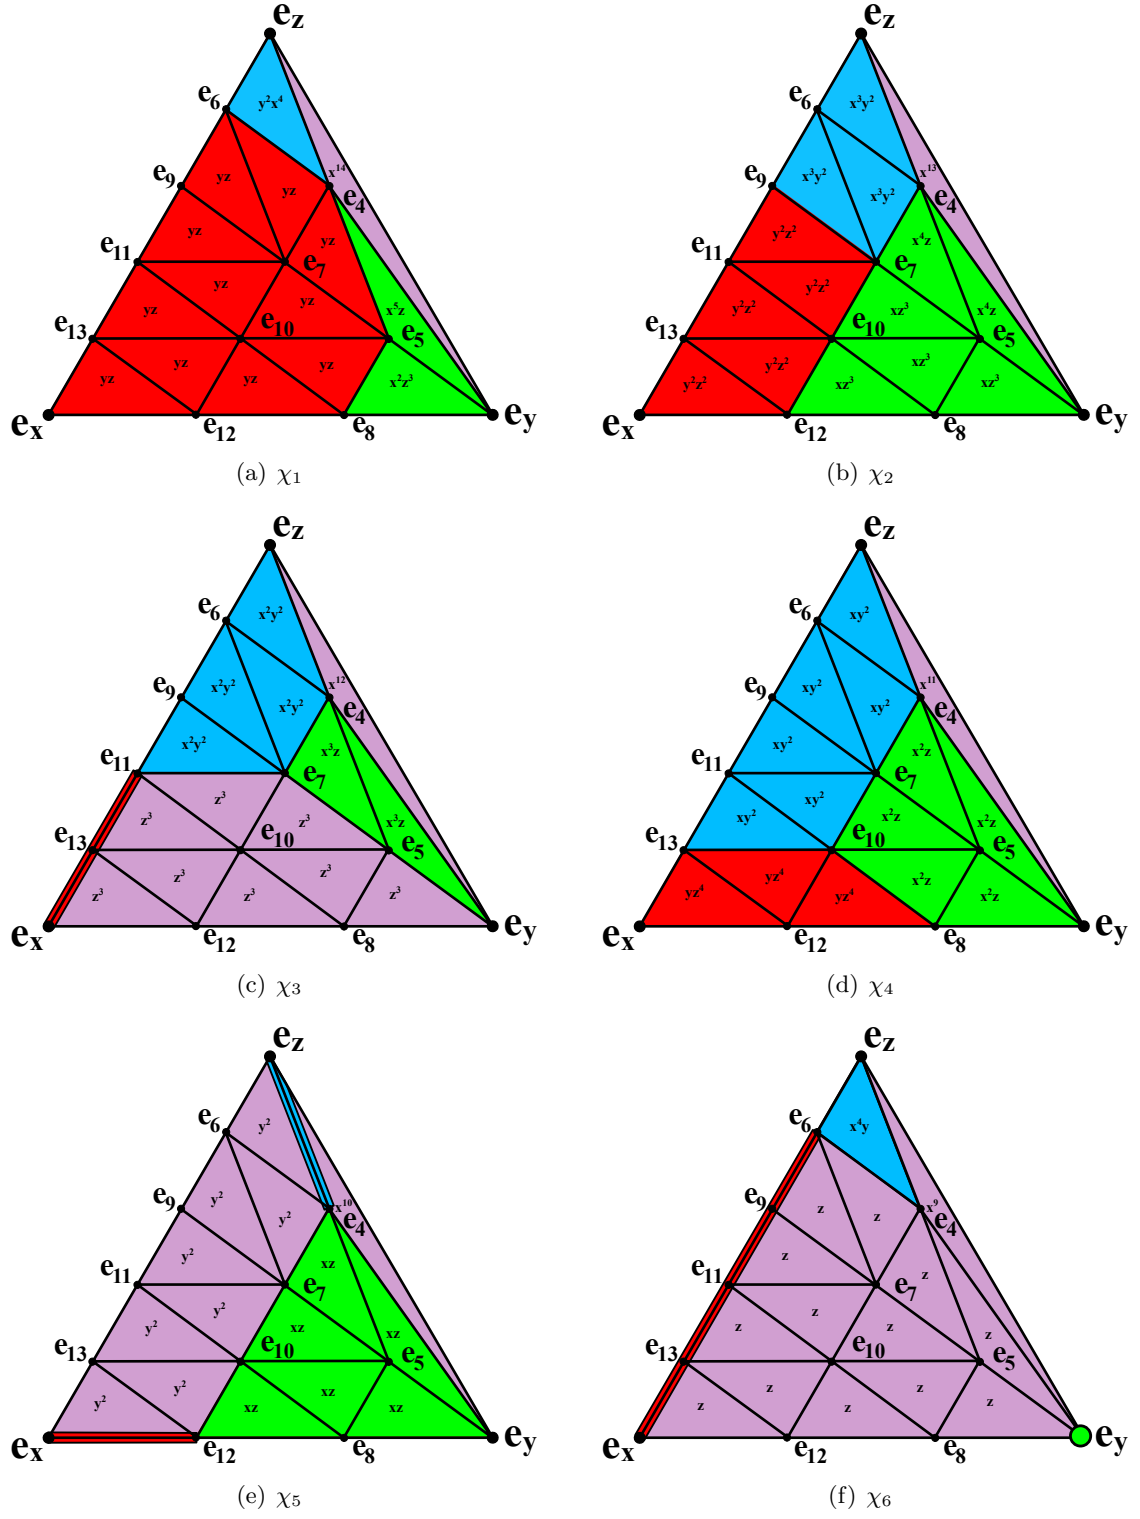 e_z e_z
e_6 y²x⁴ e_6 x³y²
e_9 yz yz x¹⁴ e_4 e_9 x³y² x³y² x¹³ e_4
e_11 yz yz e_7 e_11 y²z² x⁴z e_7
yz yz y²z² y²z² xz³
e_13 yz e_10 x⁵z e_5 e_13 e_10 x⁴z e_5
yz yz yz yz x²z³ y²z² y²z² xz³ xz³ xz³
e_x e_12 e_8 e_y e_x e_12 e_8 e_y
(a) χ₁ (b) χ₂
e_z e_z
e_6 x²y² e_6 xy²
e_9 x²y² x²y² x¹² e_4 e_9 xy² xy² x¹¹ e_4
e_11 x²y² x³z e_7 e_11 xy² x²z e_7
z³ z³ z³ xy² xy² x²z
e_13 e_10 x³z e_5 e_13 e_10 x²z e_5
z³ z³ z³ z³ z³ yz⁴ yz⁴ yz⁴ x²z x²z
e_x e_12 e_8 e_y e_x e_12 e_8 e_y
(c) χ₃ (d) χ₄
e_z e_z
e_6 y² e_6 x⁴y
e_9 y² y² x¹⁰ e_4 e_9 z z x⁹ e_4
e_11 y² xz e_7 e_11 z z e_7
y² y² xz z z z
e_13 e_10 xz e_5 e_13 e_10 z e_5
y² y² xz xz xz z z z z z
e_x e_12 e_8 e_y e_x e_12 e_8 e_y
(e) χ₅ (f) χ₆